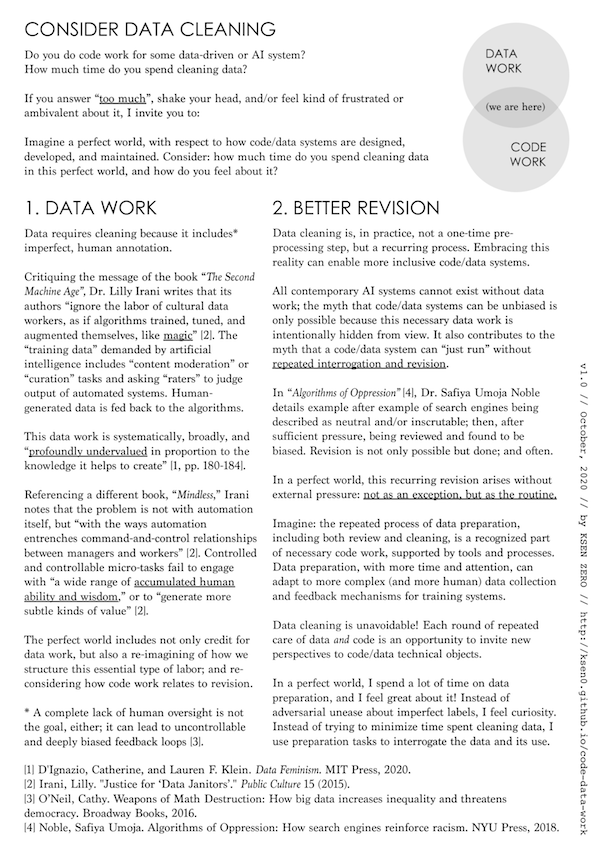 CONSIDER DATA CLEANING
Do you do code work for some data-driven or AI system?
How much time do you spend cleaning data?
If you answer “too much”, shake your head, and/or feel kind of frustrated or
ambivalent about it, I invite you to:
Imagine a perfect world, with respect to how code/data systems are designed,
developed, and maintained. Consider: how much time do you spend cleaning data
in this perfect world, and how do you feel about it?
DATA
WORK
(we are here)
CODE
WORK
1. DATA WORK
Data requires cleaning because it includes*
imperfect, human annotation.
Critiquing the message of the book “The Second
Machine Age”, Dr. Lilly Irani writes that its
authors “ignore the labor of cultural data
workers, as if algorithms trained, tuned, and
augmented themselves, like magic” [2]. The
“training data” demanded by artificial
intelligence includes “content moderation” or
“curation” tasks and asking “raters” to judge
output of automated systems. Human-
generated data is fed back to the algorithms.
This data work is systematically, broadly, and
“profoundly undervalued in proportion to the
knowledge it helps to create” [1, pp. 180-184].
Referencing a different book, “Mindless,” Irani
notes that the problem is not with automation
itself, but “with the ways automation
entrenches command-and-control relationships
between managers and workers” [2]. Controlled
and controllable micro-tasks fail to engage
with “a wide range of accumulated human
ability and wisdom,” or to “generate more
subtle kinds of value” [2].
The perfect world includes not only credit for
data work, but also a re-imagining of how we
structure this essential type of labor; and re-
considering how code work relates to revision.
* A complete lack of human oversight is not
the goal, either; it can lead to uncontrollable
and deeply biased feedback loops [3].
2. BETTER REVISION
Data cleaning is, in practice, not a one-time pre-
processing step, but a recurring process. Embracing this
reality can enable more inclusive code/data systems.
All contemporary AI systems cannot exist without data
work; the myth that code/data systems can be unbiased is
only possible because this necessary data work is
intentionally hidden from view. It also contributes to the
myth that a code/data system can “just run” without
repeated interrogation and revision.
In “Algorithms of Oppression” [4], Dr. Safiya Umoja Noble
details example after example of search engines being
described as neutral and/or inscrutable; then, after
sufficient pressure, being reviewed and found to be
biased. Revision is not only possible but done; and often.
In a perfect world, this recurring revision arises without
external pressure: not as an exception, but as the routine.
Imagine: the repeated process of data preparation,
including both review and cleaning, is a recognized part
of necessary code work, supported by tools and processes.
Data preparation, with more time and attention, can
adapt to more complex (and more human) data collection
and feedback mechanisms for training systems.
Data cleaning is unavoidable! Each round of repeated
care of data and code is an opportunity to invite new
perspectives to code/data technical objects.
In a perfect world, I spend a lot of time on data
preparation, and I feel great about it! Instead of
adversarial unease about imperfect labels, I feel curiosity.
Instead of trying to minimize time spent cleaning data, I
use preparation tasks to interrogate the data and its use.
[1] D'Ignazio, Catherine, and Lauren F. Klein. Data Feminism. MIT Press, 2020.
[2] Irani, Lilly. "Justice for ‘Data Janitors’." Public Culture 15 (2015).
[3] O’Neil, Cathy. Weapons of Math Destruction: How big data increases inequality and threatens
democracy. Broadway Books, 2016.
[4] Noble, Safiya Umoja. Algorithms of Oppression: How search engines reinforce racism. NYU Press, 2018.
v1.0 // October, 2020 // by KSEN ZERO // http://ksen0.github.io/code-data-work